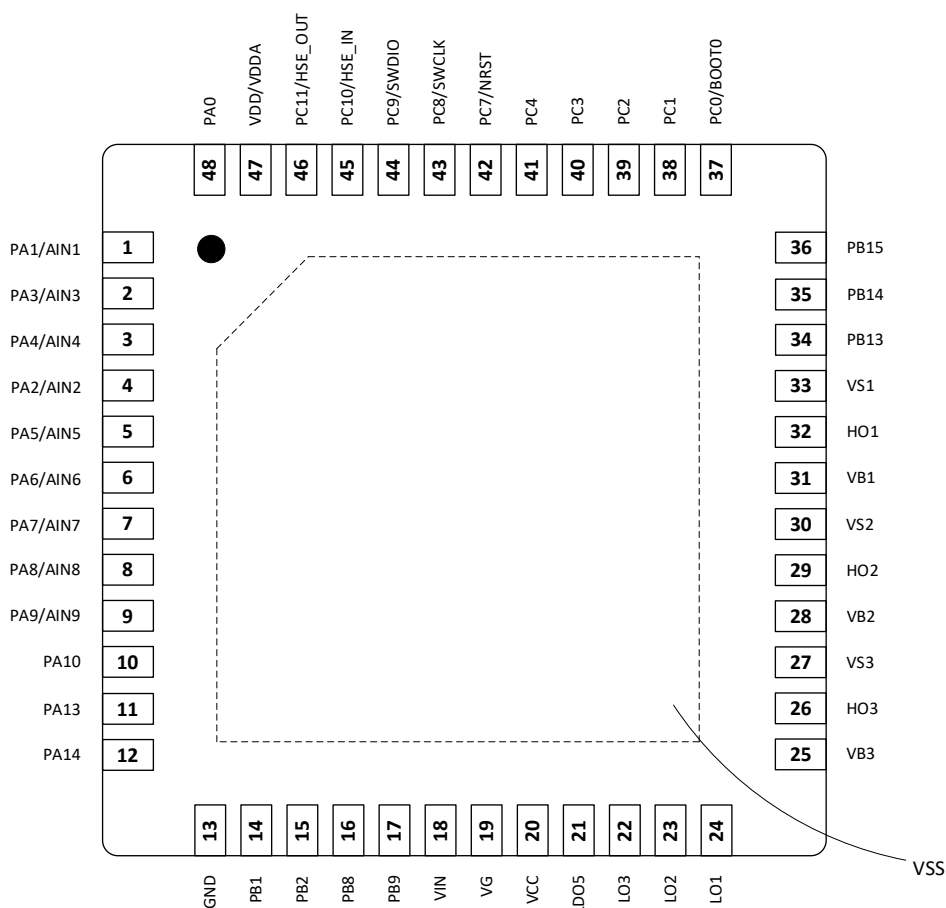 PA0
VDD/VDDA
PC11/HSE_OUT
PC10/HSE_IN
PC9/SWDIO
PC8/SWCLK
PC7/NRST
PC4
PC3
PC2
PC1
PC0/BOOT0
48
47
46
45
44
43
42
41
40
39
38
37
PA1/AIN1 1
PA3/AIN3 2
PA4/AIN4 3
PA2/AIN2 4
PA5/AIN5 5
PA6/AIN6 6
PA7/AIN7 7
PA8/AIN8 8
PA9/AIN9 9
PA10 10
PA13 11
PA14 12
36 PB15
35 PB14
34 PB13
33 VS1
32 HO1
31 VB1
30 VS2
29 HO2
28 VB2
27 VS3
26 HO3
25 VB3
13
14
15
16
17
18
19
20
21
22
23
24
GND
PB1
PB2
PB8
PB9
VIN
VG
VCC
LDO5
LO3
LO2
LO1
VSS